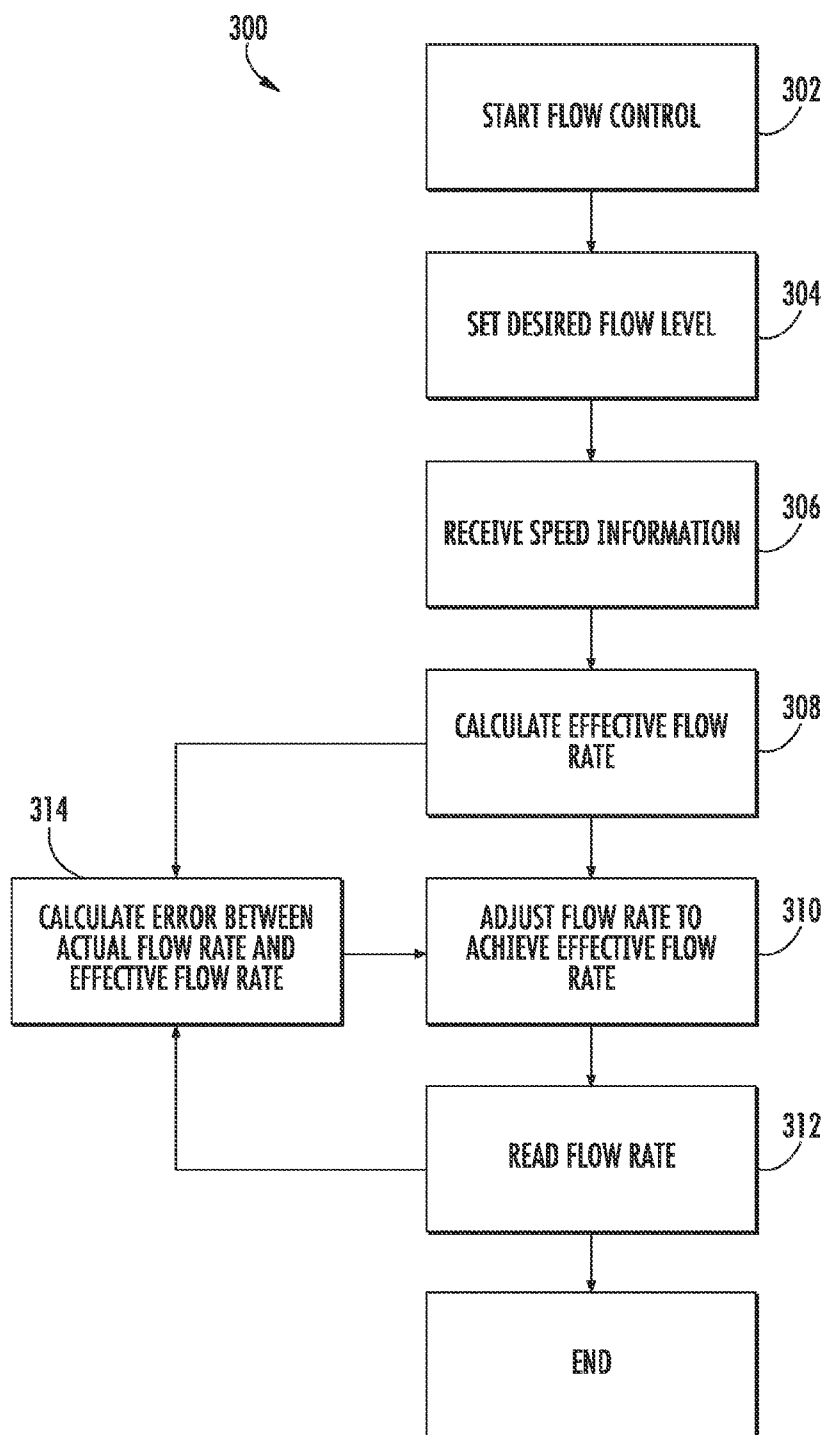 300
START FLOW CONTROL
302
SET DESIRED FLOW LEVEL
304
RECEIVE SPEED INFORMATION
306
CALCULATE EFFECTIVE FLOW
RATE
308
314
CALCULATE ERROR BETWEEN
ACTUAL FLOW RATE AND
EFFECTIVE FLOW RATE
ADJUST FLOW RATE TO
ACHIEVE EFFECTIVE FLOW
RATE
310
READ FLOW RATE
312
END